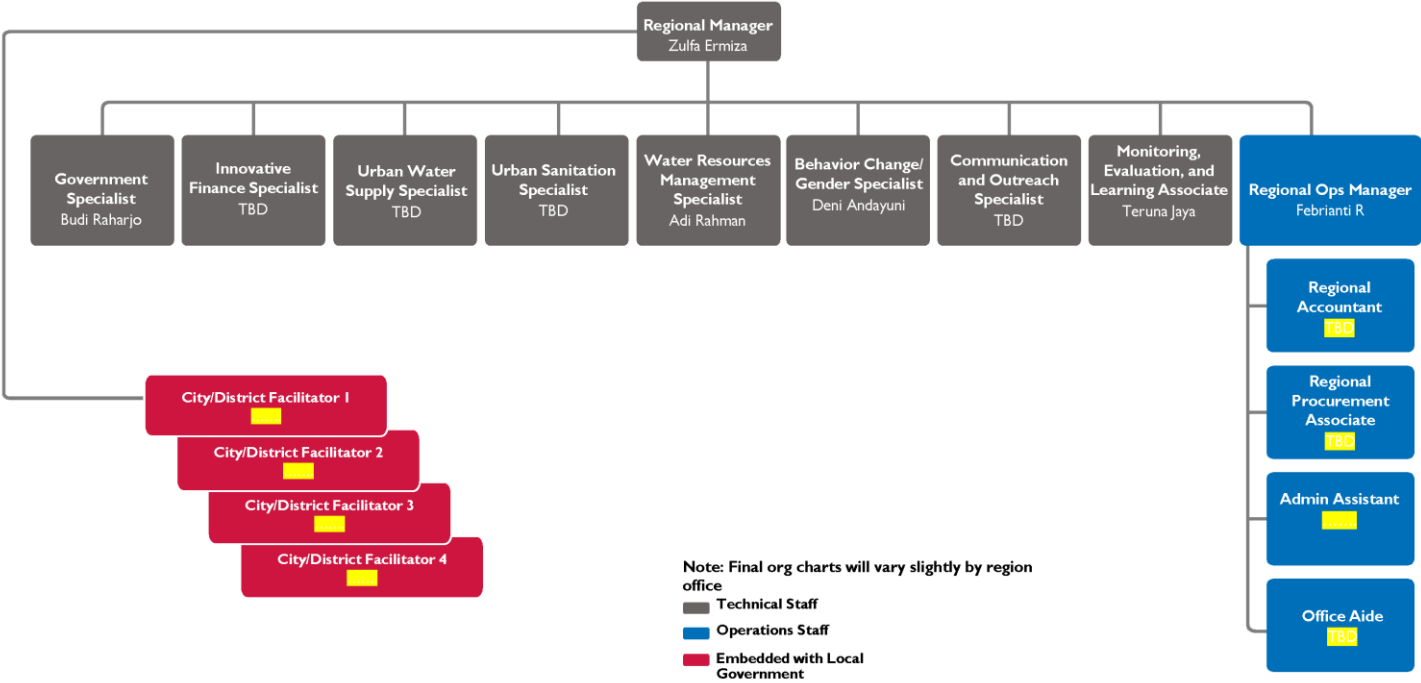 Regional Manager
Zulfa Ermiza
Government
Specialist
Budi Raharjo
Innovative
Finance Specialist
TBD
Urban Water
Supply Specialist
TBD
Urban Sanitation
Specialist
TBD
Water Resources
Management
Specialist
Adi Rahman
Behavior Change/
Gender Specialist
Deni Andayuni
Communication
and Outreach
Specialist
TBD
Monitoring,
Evaluation, and
Learning Associate
Teruna Jaya
Regional Ops Manager
Febrianti R
Regional
Accountant
TBD
Regional
Procurement
Associate
TBD
Admin Assistant
.......
Office Aide
TBD
City/District Facilitator 1
......
City/District Facilitator 2
......
City/District Facilitator 3
......
City/District Facilitator 4
......
Note: Final org charts will vary slightly by region
office
Technical Staff
Operations Staff
Embedded with Local
Government